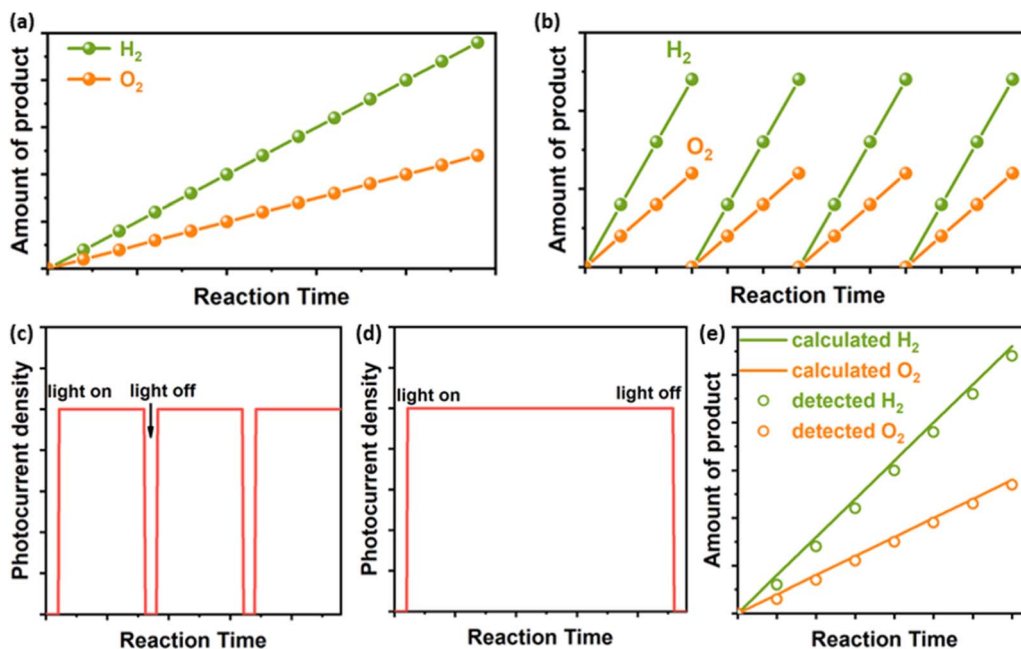 (a)
H₂
O₂
Amount of product
Reaction Time
(b)
H₂
O₂
Amount of product
Reaction Time
(c)
light on
light off
Photocurrent density
Reaction Time
(d)
light on
light off
Photocurrent density
Reaction Time
(e)
calculated H₂
calculated O₂
detected H₂
detected O₂
Amount of product
Reaction Time